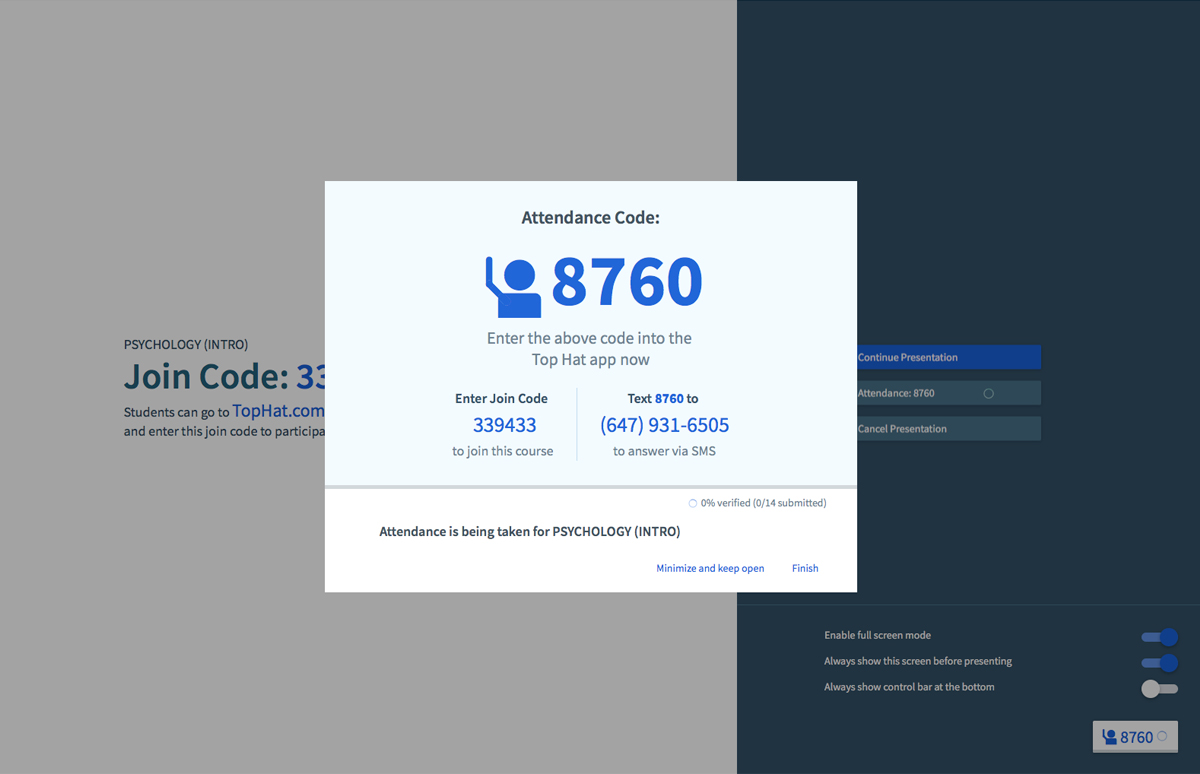 PSYCHOLOGY (INTRO)
Join Code: 33
Students can go to TopHat.com
and enter this join code to participa
Attendance Code:
8760
Enter the above code into the
Top Hat app now
Enter Join Code
339433
to join this course
Text 8760 to
(647) 931-6505
to answer via SMS
0% verified (0/14 submitted)
Attendance is being taken for PSYCHOLOGY (INTRO)
Minimize and keep open
Finish
Continue Presentation
Attendance: 8760
Cancel Presentation
Enable full screen mode
Always show this screen before presenting
Always show control bar at the bottom
8760